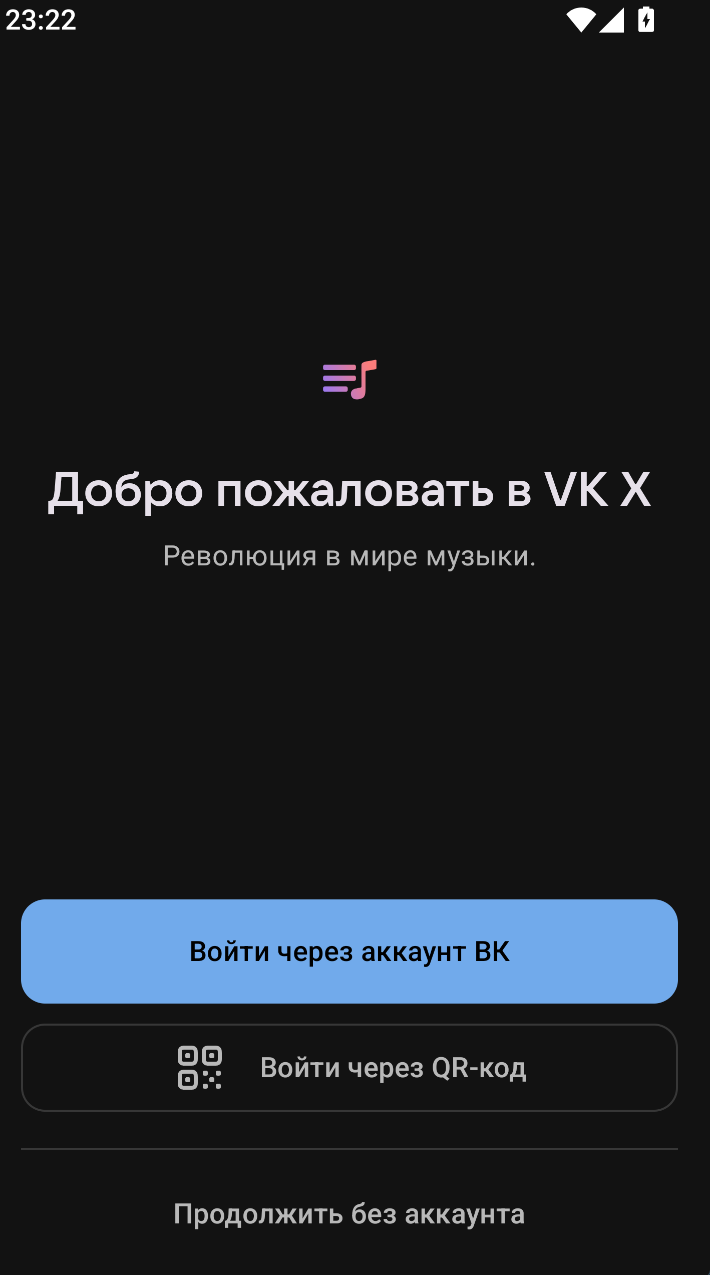 23:22
Добро пожаловать в VK X
Революция в мире музыки.
Войти через аккаунт ВК
Войти через QR-код
Продолжить без аккаунта